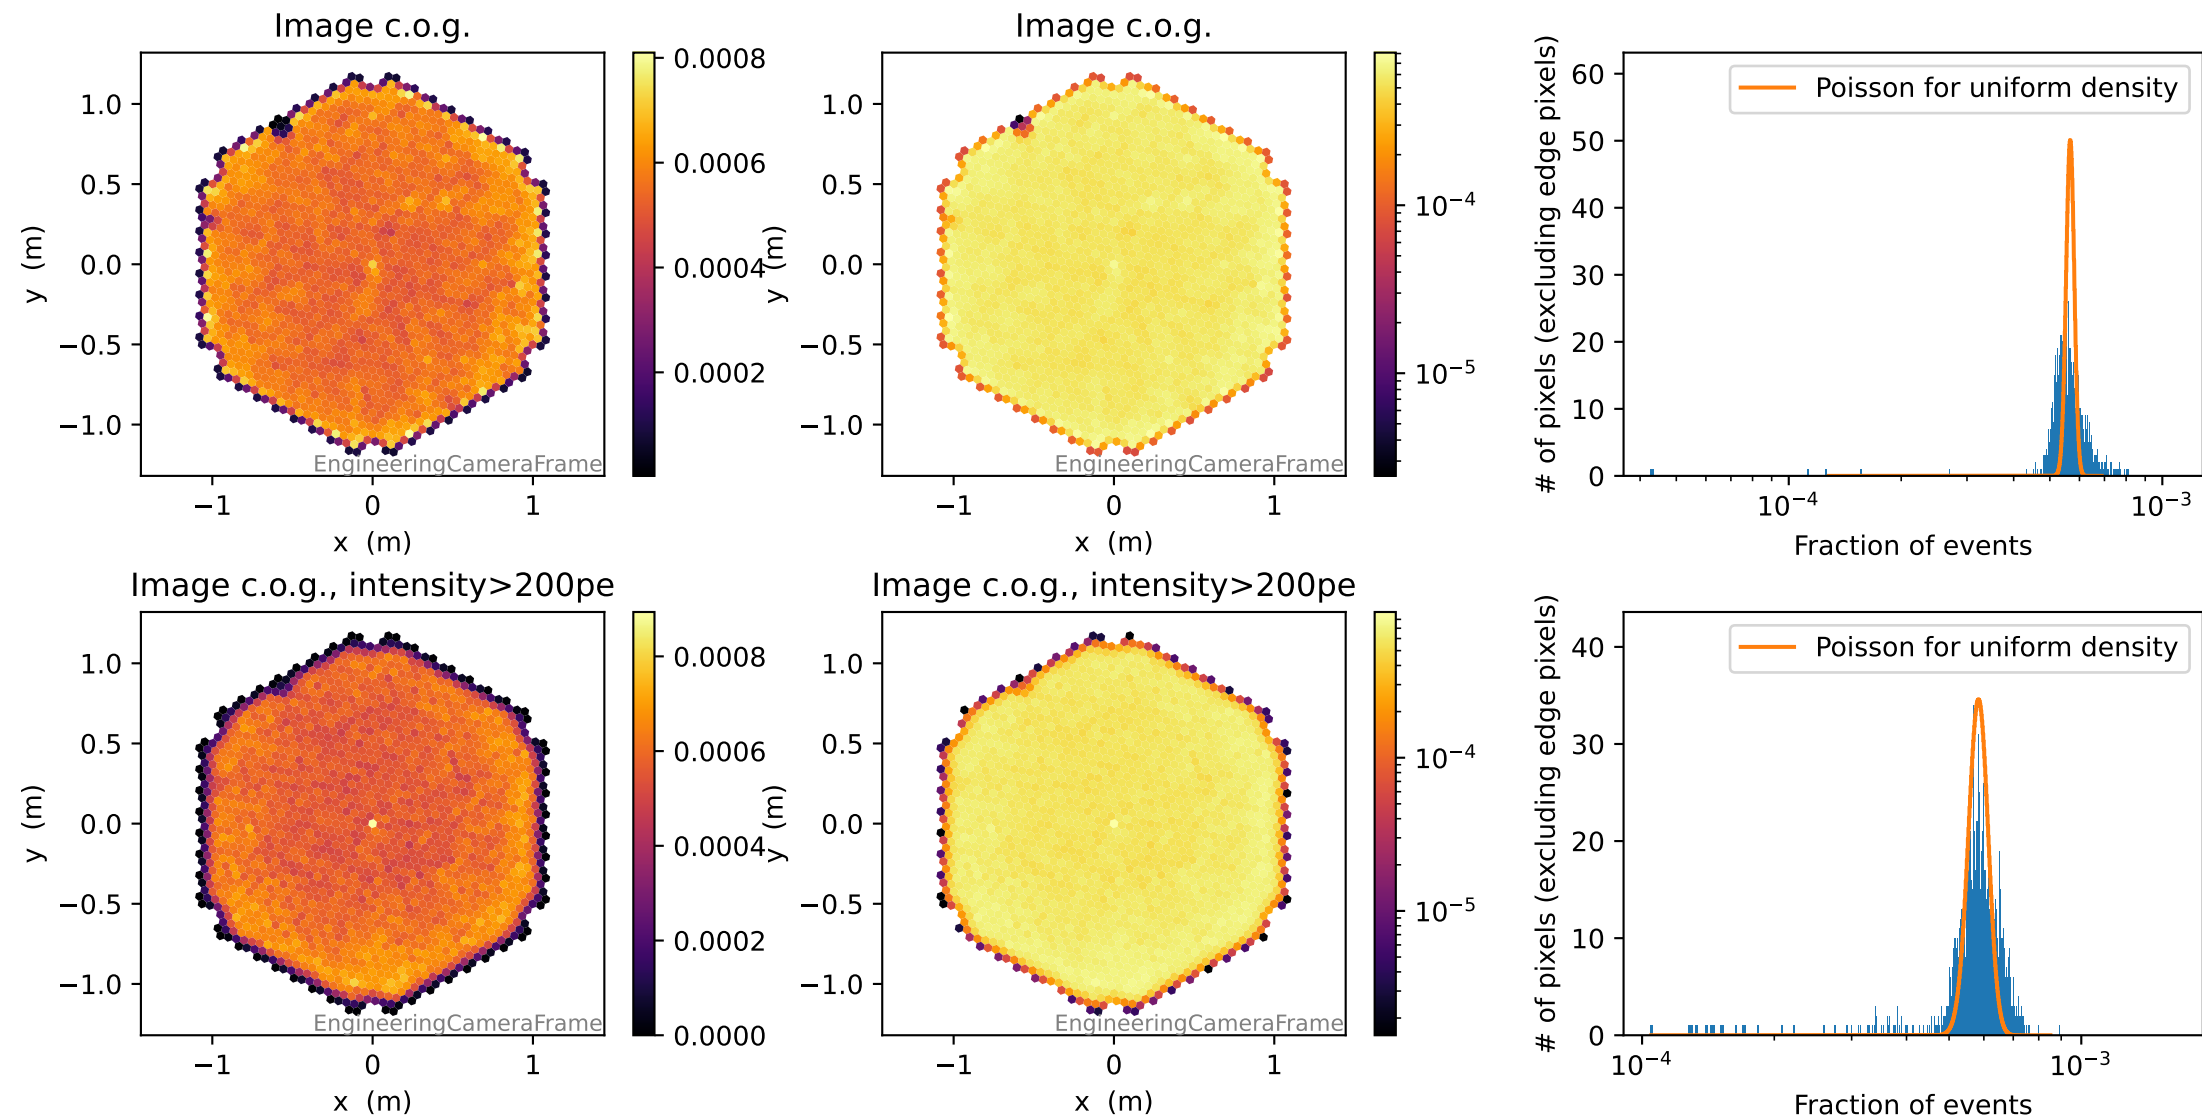 Image c.o.g.
y (m)
1.0
0.5
0.0
−0.5
−1.0
−1
0
1
x (m)
EngineeringCameraFrame
0.0008
0.0006
0.0004
0.0002
Image c.o.g.
y (m)
1.0
0.5
0.0
−0.5
−1.0
−1
0
1
x (m)
EngineeringCameraFrame
10⁻⁴
10⁻⁵
# of pixels (excluding edge pixels)
60
50
40
30
20
10
0
Poisson for uniform density
10⁻⁴
10⁻³
Fraction of events
Image c.o.g., intensity>200pe
y (m)
1.0
0.5
0.0
−0.5
−1.0
−1
0
1
x (m)
EngineeringCameraFrame
0.0008
0.0006
0.0004
0.0002
0.0000
Image c.o.g., intensity>200pe
y (m)
1.0
0.5
0.0
−0.5
−1.0
−1
0
1
x (m)
EngineeringCameraFrame
10⁻⁴
10⁻⁵
# of pixels (excluding edge pixels)
40
30
20
10
0
Poisson for uniform density
10⁻⁴
10⁻³
Fraction of events